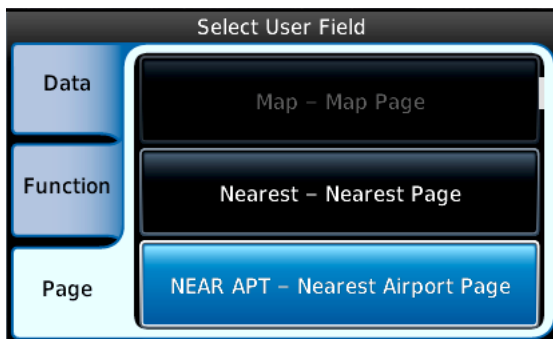 Select User Field
Data
Map – Map Page
Function
Nearest – Nearest Page
Page
NEAR APT – Nearest Airport Page